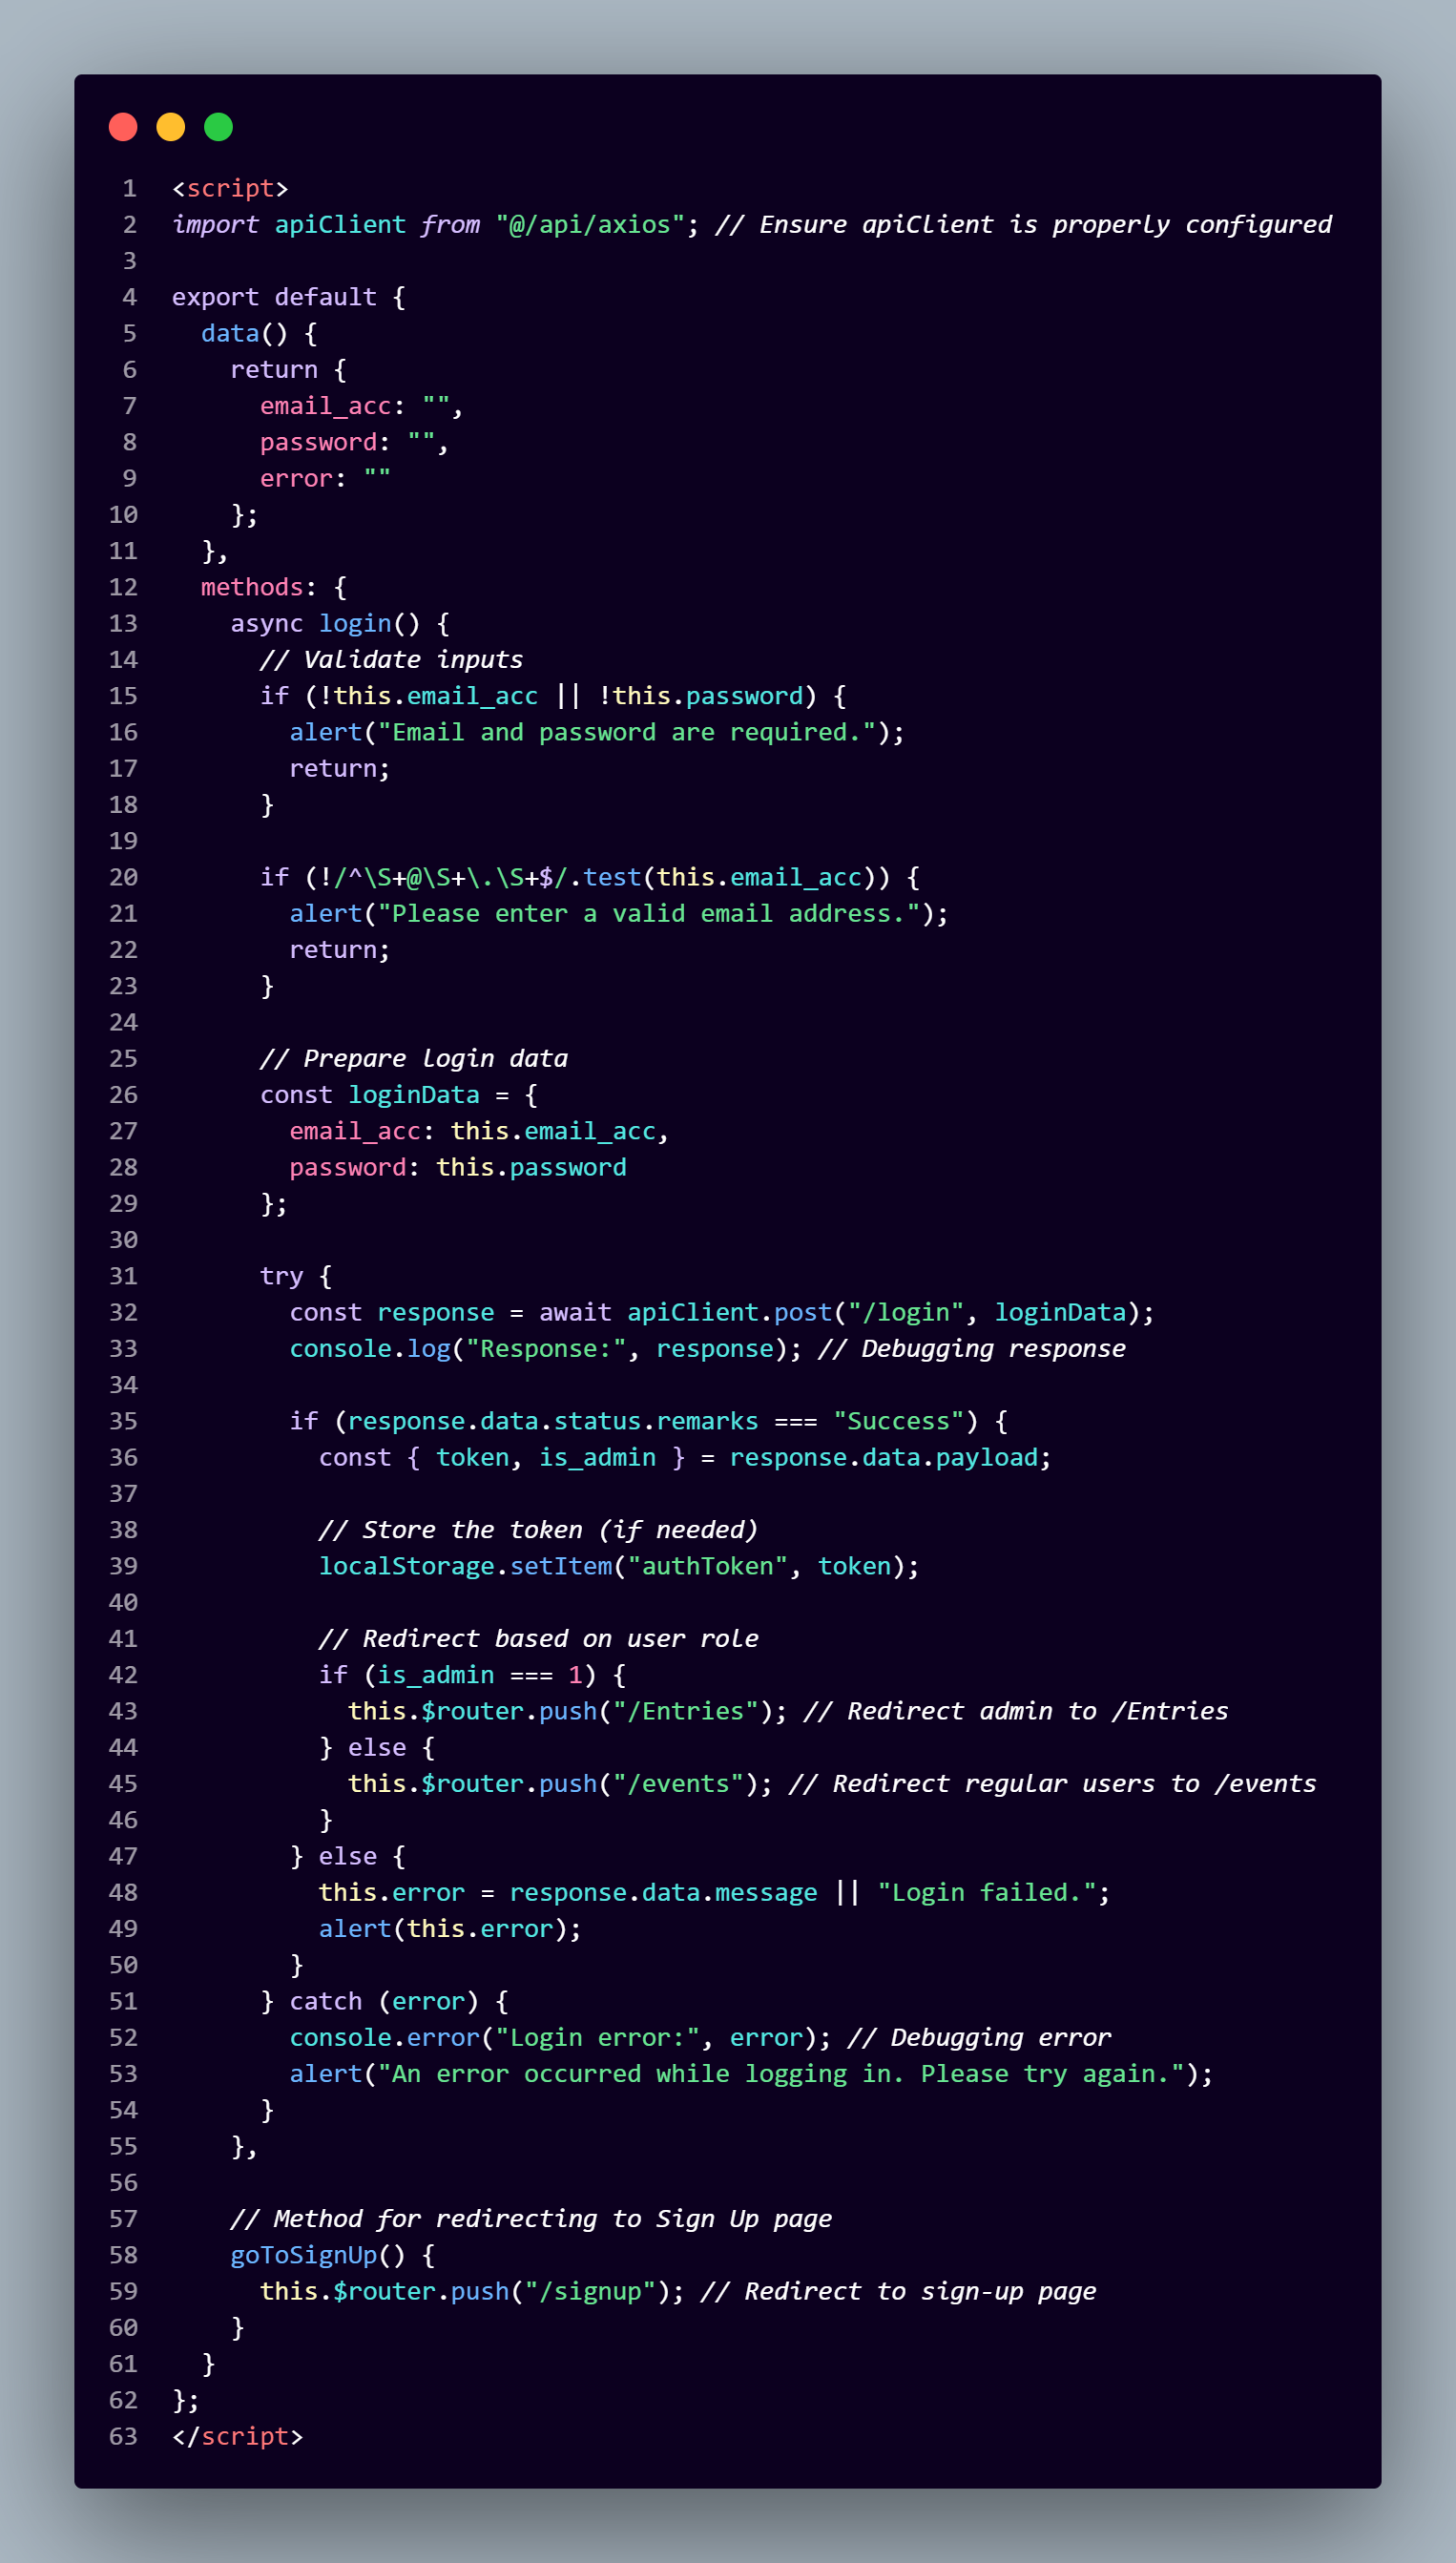 1 <script>
2 import apiClient from "@/api/axios"; // Ensure apiClient is properly configured
3
4 export default {
5   data() {
6     return {
7       email_acc: "",
8       password: "",
9       error: ""
10     };
11   },
12   methods: {
13     async login() {
14       // Validate inputs
15       if (!this.email_acc || !this.password) {
16         alert("Email and password are required.");
17         return;
18       }
19
20       if (!/^\S+@\S+\.\S+$/.test(this.email_acc)) {
21         alert("Please enter a valid email address.");
22         return;
23       }
24
25       // Prepare login data
26       const loginData = {
27         email_acc: this.email_acc,
28         password: this.password
29       };
30
31       try {
32         const response = await apiClient.post("/login", loginData);
33         console.log("Response:", response); // Debugging response
34
35         if (response.data.status.remarks === "Success") {
36           const { token, is_admin } = response.data.payload;
37
38           // Store the token (if needed)
39           localStorage.setItem("authToken", token);
40
41           // Redirect based on user role
42           if (is_admin === 1) {
43             this.$router.push("/Entries"); // Redirect admin to /Entries
44           } else {
45             this.$router.push("/events"); // Redirect regular users to /events
46           }
47         } else {
48           this.error = response.data.message || "Login failed.";
49           alert(this.error);
50         }
51       } catch (error) {
52         console.error("Login error:", error); // Debugging error
53         alert("An error occurred while logging in. Please try again.");
54       }
55     },
56
57     // Method for redirecting to Sign Up page
58     goToSignUp() {
59       this.$router.push("/signup"); // Redirect to sign-up page
60     }
61   }
62 };
63 </script>